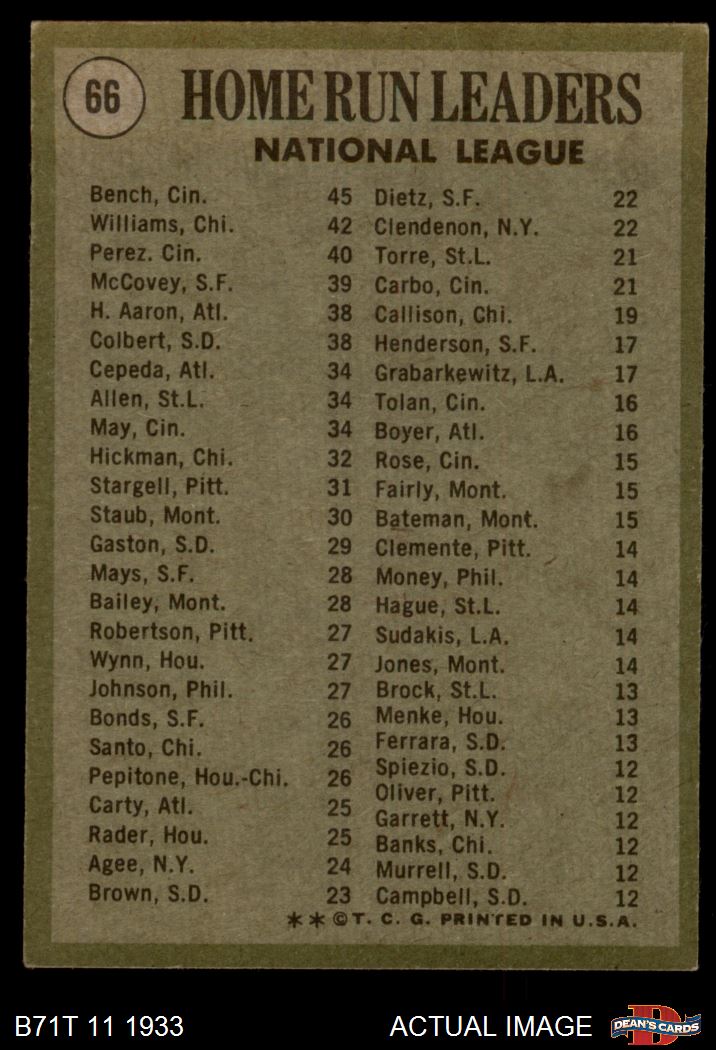 66
HOME RUN LEADERS
NATIONAL LEAGUE
Bench, Cin. 45
Williams, Chi. 42
Perez. Cin. 40
McCovey, S.F. 39
H. Aaron, Atl. 38
Colbert, S.D. 38
Cepeda, Atl. 34
Allen, St.L. 34
May, Cin. 34
Hickman, Chi. 32
Stargell, Pitt. 31
Staub, Mont. 30
Gaston, S.D. 29
Mays, S.F. 28
Bailey, Mont. 28
Robertson, Pitt. 27
Wynn, Hou. 27
Johnson, Phil. 27
Bonds, S.F. 26
Santo, Chi. 26
Pepitone, Hou.-Chi. 26
Carty, Atl. 25
Rader, Hou. 25
Agee, N.Y. 24
Brown, S.D. 23
Dietz, S.F. 22
Clendenon, N.Y. 22
Torre, St.L. 21
Carbo, Cin. 21
Callison, Chi. 19
Henderson, S.F. 17
Grabarkewitz, L.A. 17
Tolan, Cin. 16
Boyer, Atl. 16
Rose, Cin. 15
Fairly, Mont. 15
Bateman, Mont. 15
Clemente, Pitt. 14
Money, Phil. 14
Hague, St.L. 14
Sudakis, L.A. 14
Jones, Mont. 14
Brock, St.L. 13
Menke, Hou. 13
Ferrara, S.D. 13
Spiezio, S.D. 12
Oliver, Pitt. 12
Garrett, N.Y. 12
Banks, Chi. 12
Murrell, S.D. 12
Campbell, S.D. 12
**©T. C. G. PRINTED IN U.S.A.
B71T 11 1933
ACTUAL IMAGE
D
DEAN'S CARDS